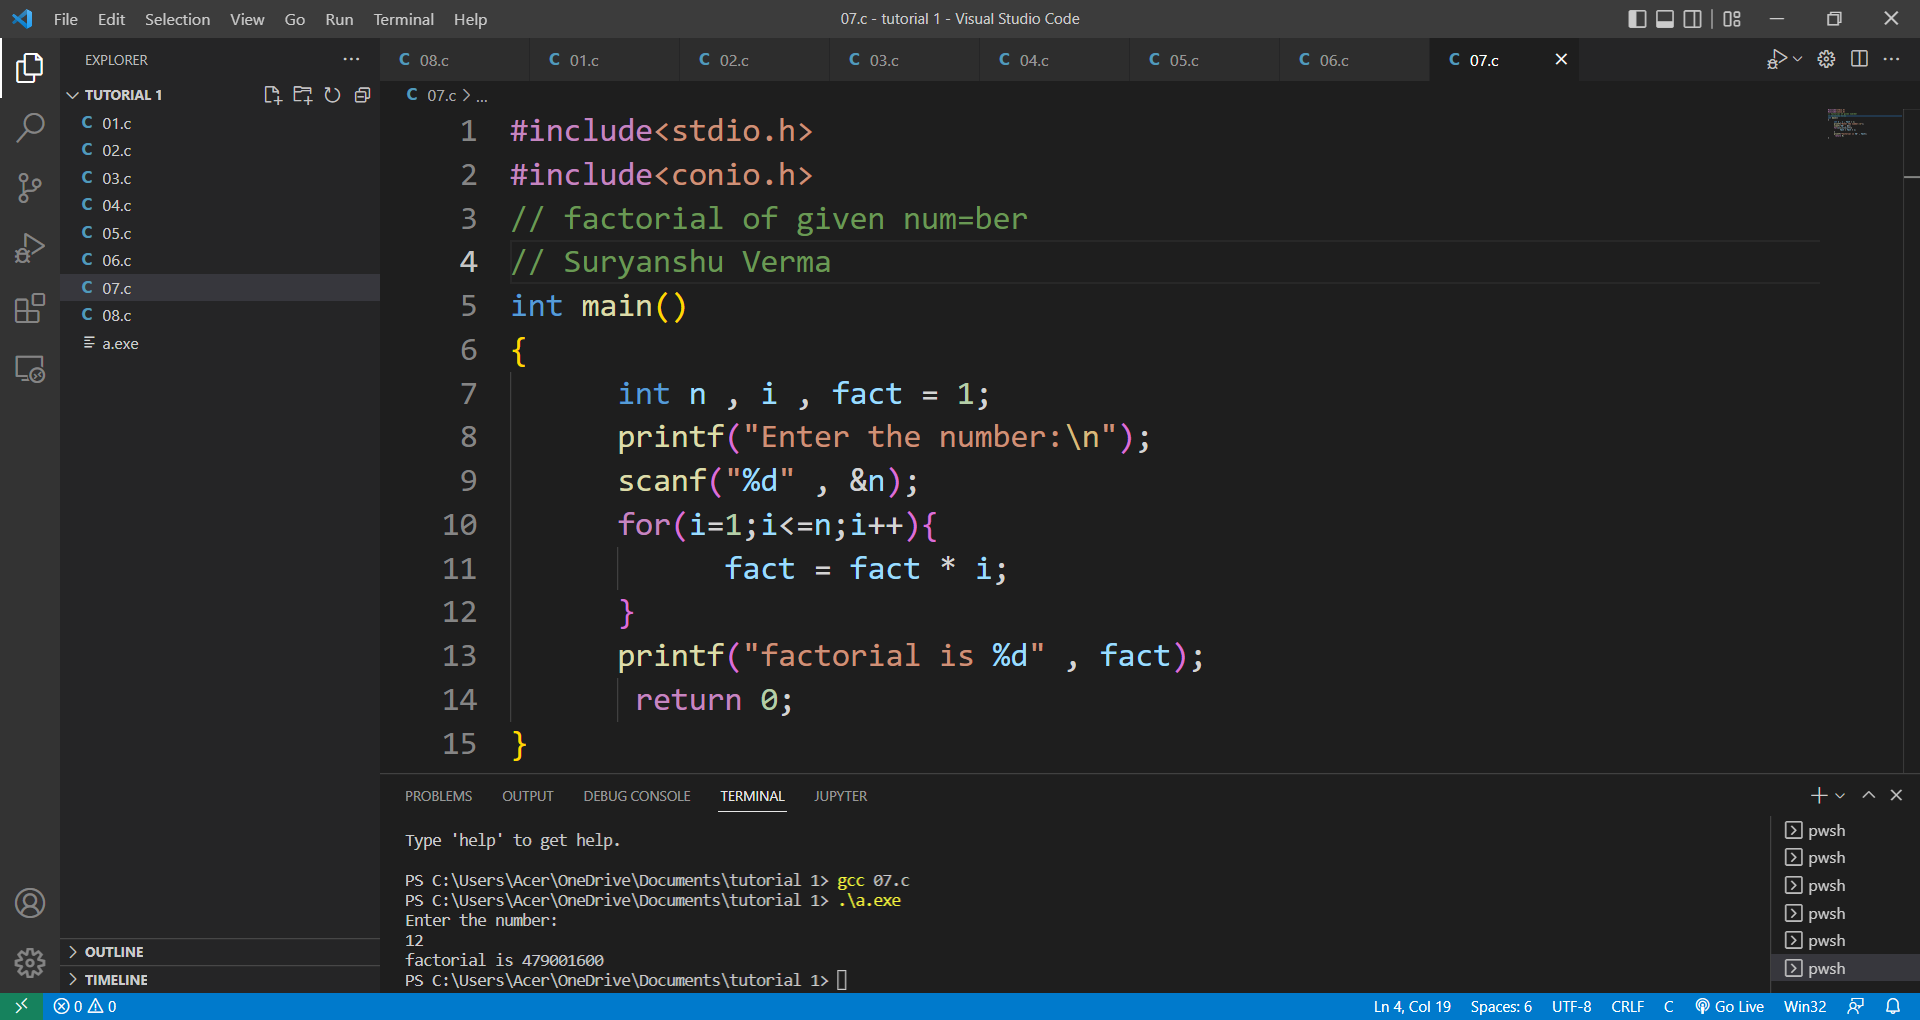 File Edit Selection View Go Run Terminal Help
07.c - tutorial 1 - Visual Studio Code
EXPLORER
TUTORIAL 1
C 01.c
C 02.c
C 03.c
C 04.c
C 05.c
C 06.c
C 07.c
C 08.c
a.exe
OUTLINE
TIMELINE
C 08.c C 01.c C 02.c C 03.c C 04.c C 05.c C 06.c C 07.c
C 07.c > ...
1 #include<stdio.h>
2 #include<conio.h>
3 // factorial of given num=ber
4 // Suryanshu Verma
5 int main()
6 {
7 int n , i , fact = 1;
8 printf("Enter the number:\n");
9 scanf("%d" , &n);
10 for(i=1;i<=n;i++){
11 fact = fact * i;
12 }
13 printf("factorial is %d" , fact);
14 return 0;
15 }
PROBLEMS OUTPUT DEBUG CONSOLE TERMINAL JUPYTER
Type 'help' to get help.
PS C:\Users\Acer\OneDrive\Documents\tutorial 1> gcc 07.c
PS C:\Users\Acer\OneDrive\Documents\tutorial 1> .\a.exe
Enter the number:
12
factorial is 479001600
PS C:\Users\Acer\OneDrive\Documents\tutorial 1>
pwsh
pwsh
pwsh
pwsh
pwsh
pwsh
0 0
Ln 4, Col 19 Spaces: 6 UTF-8 CRLF C Go Live Win32